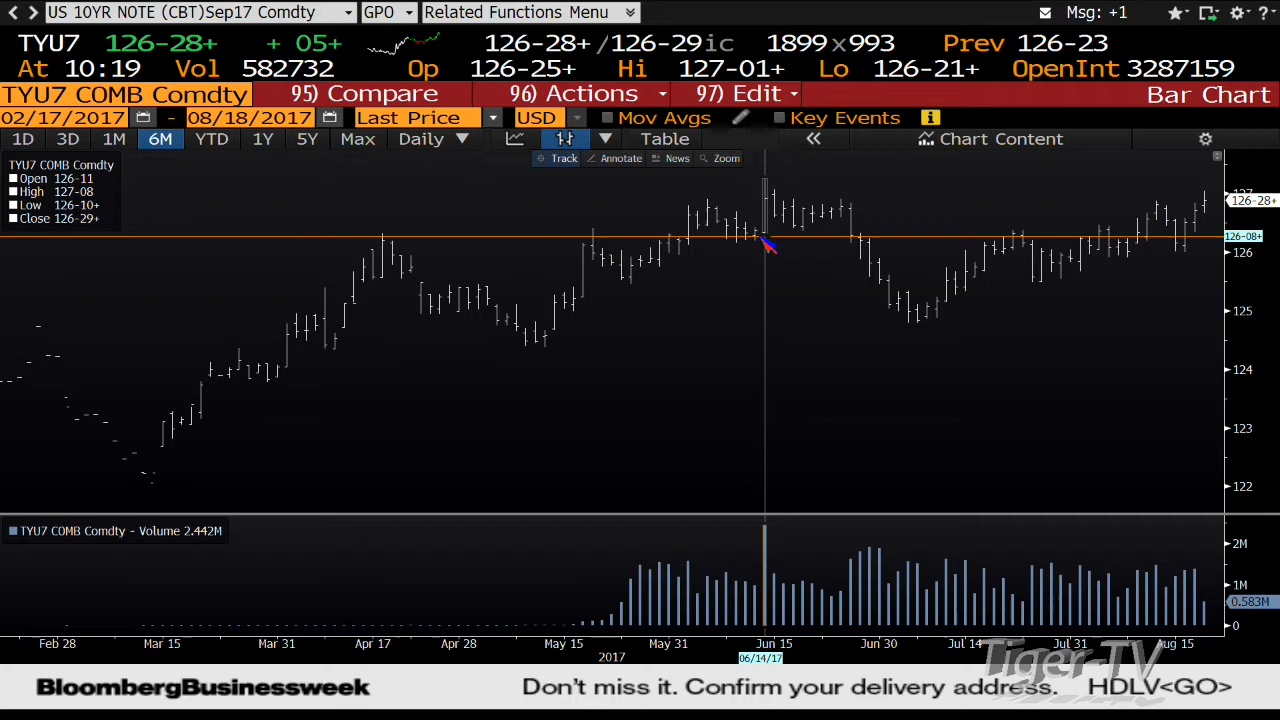 US 10YR NOTE (CBT)Sep17 Comdty GPO Related Functions Menu Msg: +1
TYU7 126-28+ + 05+ 126-28+/126-29ic 1899x993 Prev 126-23
At 10:19 Vol 582732 Op 126-25+ Hi 127-01+ Lo 126-21+ OpenInt 3287159
TYU7 COMB Comdty 95) Compare 96) Actions 97) Edit Bar Chart
02/17/2017 - 08/18/2017 Last Price USD Mov Avgs Key Events
1D 3D 1M 6M YTD 1Y 5Y Max Daily Table Chart Content
Track Annotate News Zoom
TYU7 COMB Comdty
Open 126-11
High 127-08
Low 126-10+
Close 126-29+
127
126-28+
126-08+
126
125
124
123
122
TYU7 COMB Comdty - Volume 2.442M
2M
1M
0.583M
0
Feb 28 Mar 15 Mar 31 Apr 17 Apr 28 May 15 May 31 Jun 15 Jun 30 Jul 14 Jul 31 Aug 15
2017 06/14/17
Tiger-TV
BloombergBusinessweek Don't miss it. Confirm your delivery address. HDLV<GO>